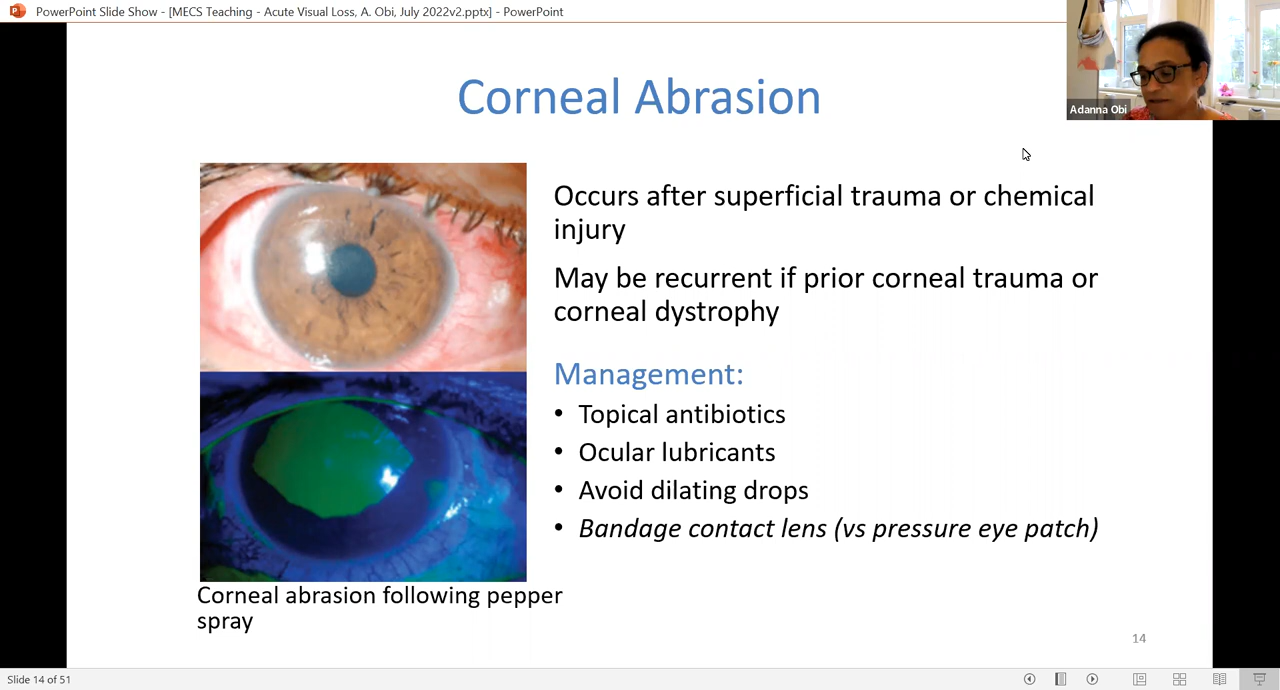 PowerPoint Slide Show - [MECS Teaching - Acute Visual Loss, A. Obi, July 2022v2.pptx] - PowerPoint
Adanna Obi
Corneal Abrasion
Occurs after superficial trauma or chemical
injury
May be recurrent if prior corneal trauma or
corneal dystrophy
Management:
• Topical antibiotics
• Ocular lubricants
• Avoid dilating drops
• Bandage contact lens (vs pressure eye patch)
Corneal abrasion following pepper
spray
14
Slide 14 of 51